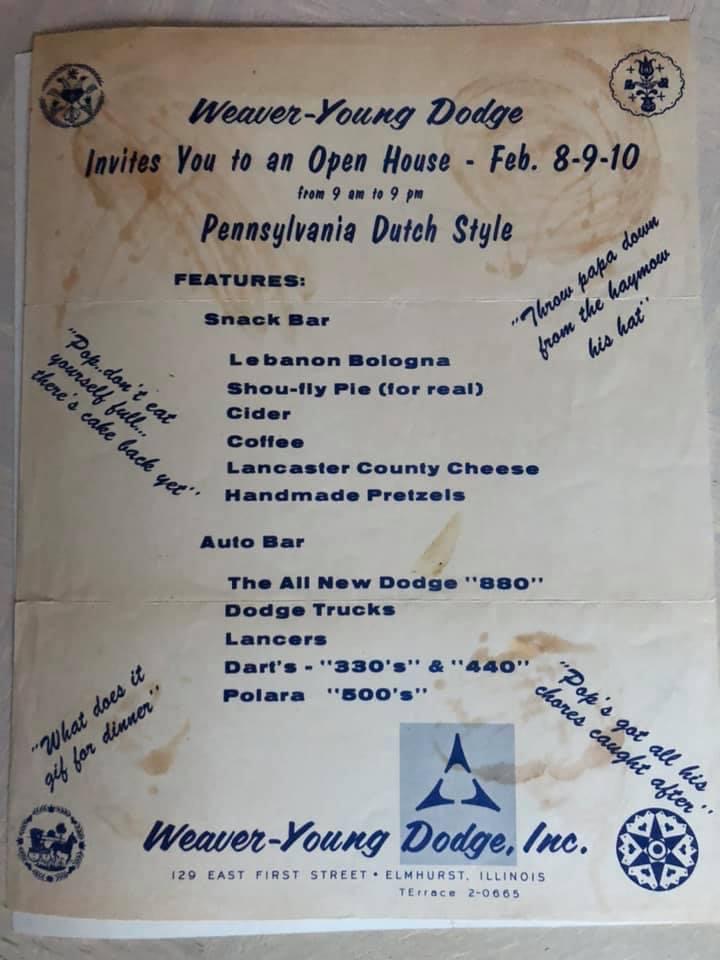 Weaver-Young Dodge
Invites You to an Open House - Feb. 8-9-10
from 9 am to 9 pm
Pennsylvania Dutch Style
"Throw papa down
from the haymow
his hat"
FEATURES:
Snack Bar
"Pop..don't eat
yourself full...
there's cake back yet"
Lebanon Bologna
Shou-fly Pie (for real)
Cider
Coffee
Lancaster County Cheese
Handmade Pretzels
Auto Bar
The All New Dodge "880"
Dodge Trucks
Lancers
Dart's - "330's" & "440"
Polara "500's"
"What does it
gif for dinner"
"Pop's got all his
chores caught after"
Weaver-Young Dodge, Inc.
129 EAST FIRST STREET • ELMHURST, ILLINOIS
TErrace 2-0665